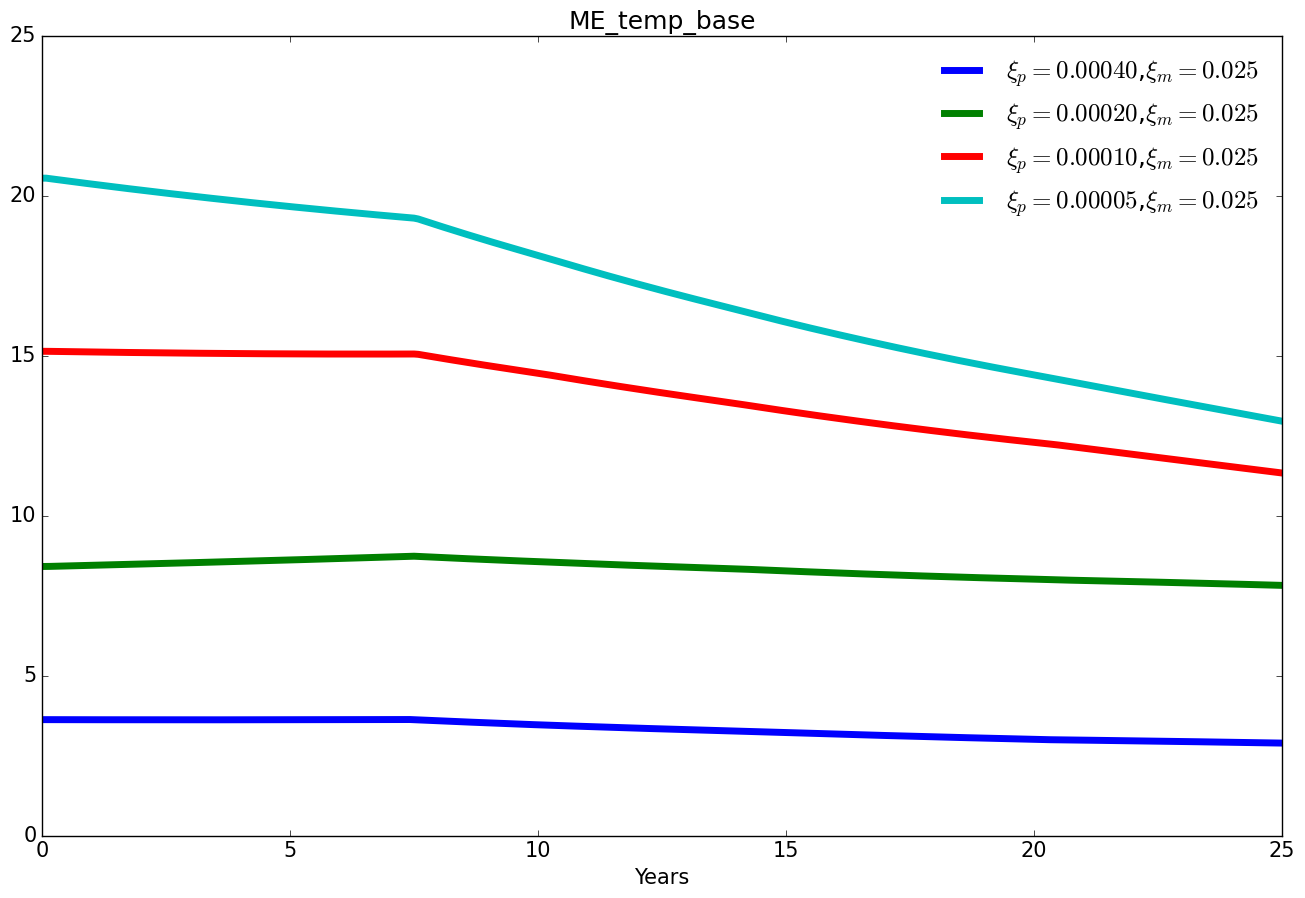 ME_temp_base
25
20
15
10
5
0
0 5 10 15 20 25
Years
ξp = 0.00040,ξm = 0.025
ξp = 0.00020,ξm = 0.025
ξp = 0.00010,ξm = 0.025
ξp = 0.00005,ξm = 0.025